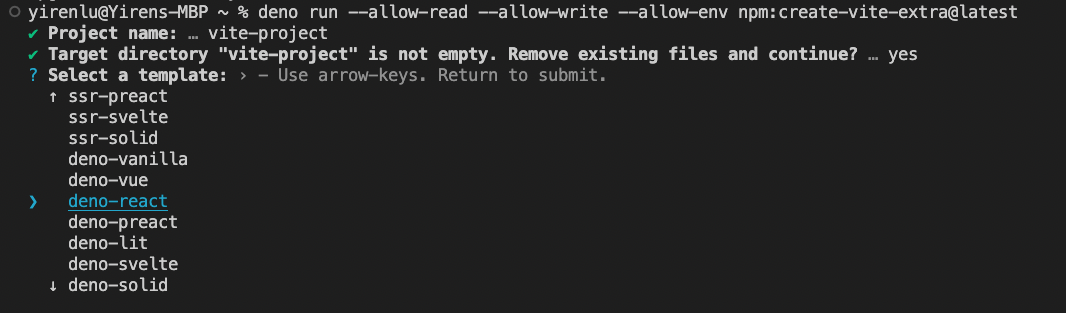 yirenlu@Yirens-MBP ~ % deno run --allow-read --allow-write --allow-env npm:create-vite-extra@latest
✔ Project name: … vite-project
✔ Target directory "vite-project" is not empty. Remove existing files and continue? … yes
? Select a template: › - Use arrow-keys. Return to submit.
↑ ssr-preact
ssr-svelte
ssr-solid
deno-vanilla
deno-vue
❯ deno-react
deno-preact
deno-lit
deno-svelte
↓ deno-solid